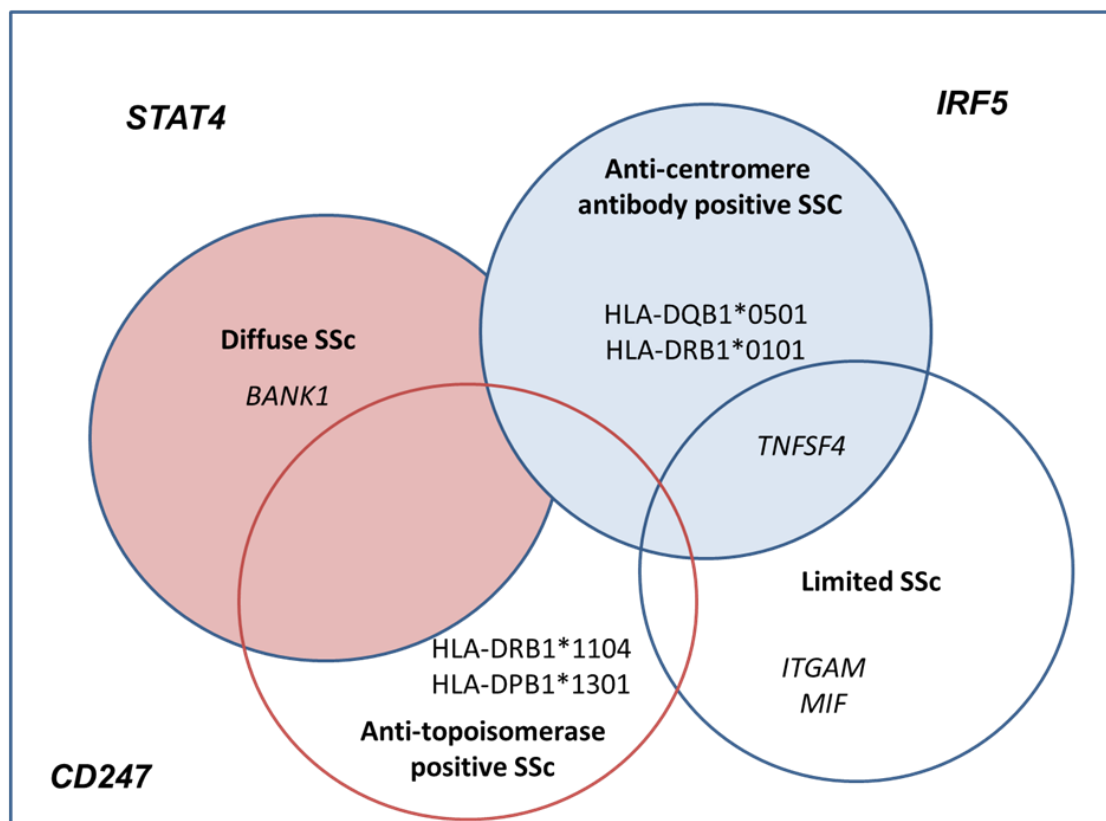 STAT4
IRF5
Anti-centromere
antibody positive SSC
HLA-DQB1*0501
HLA-DRB1*0101
Diffuse SSc
BANK1
TNFSF4
Limited SSc
ITGAM
MIF
HLA-DRB1*1104
HLA-DPB1*1301
Anti-topoisomerase
positive SSc
CD247